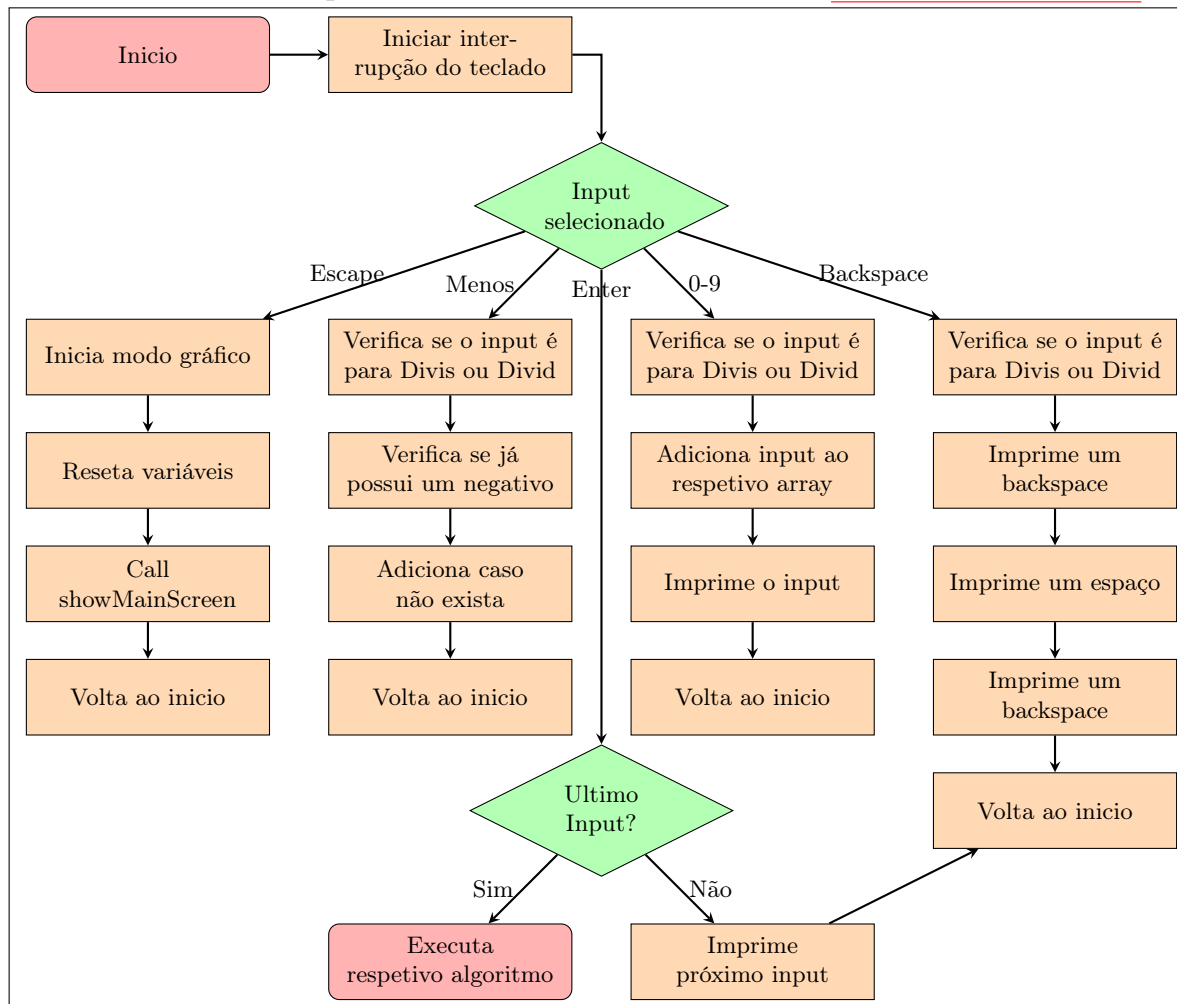 Inicio
Iniciar inter-
rupção do teclado
Input
selecionado
Escape
Menos
Enter
0-9
Backspace
Inicia modo gráfico
Verifica se o input é
para Divis ou Divid
Verifica se o input é
para Divis ou Divid
Verifica se o input é
para Divis ou Divid
Reseta variáveis
Verifica se já
possui um negativo
Adiciona input ao
respetivo array
Imprime um
backspace
Call
showMainScreen
Adiciona caso
não exista
Imprime o input
Imprime um espaço
Volta ao inicio
Volta ao inicio
Volta ao inicio
Imprime um
backspace
Ultimo
Input?
Volta ao inicio
Sim
Não
Executa
respetivo algoritmo
Imprime
próximo input